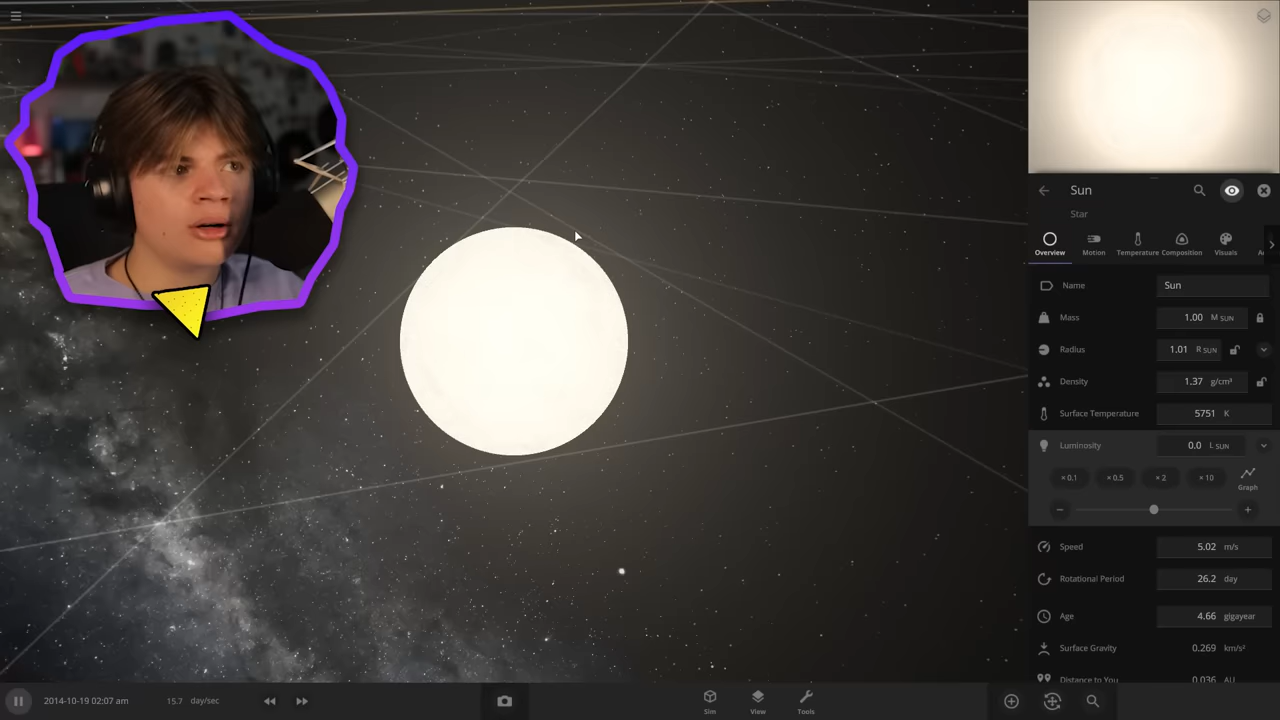 Sun
Star
Overview
Motion
Temperature
Composition
Visuals
Name
Sun
Mass
1.00 M SUN
Radius
1.01 R SUN
Density
1.37 g/cm³
Surface Temperature
5751 K
Luminosity
0.0 L SUN
× 0.1
× 0.5
× 2
× 10
Graph
Speed
5.02 m/s
Rotational Period
26.2 day
Age
4.66 gigayear
Surface Gravity
0.269 km/s²
Distance to You
0.036 AU
2014-10-19 02:07 am
15.7 day/sec
Sim
View
Tools